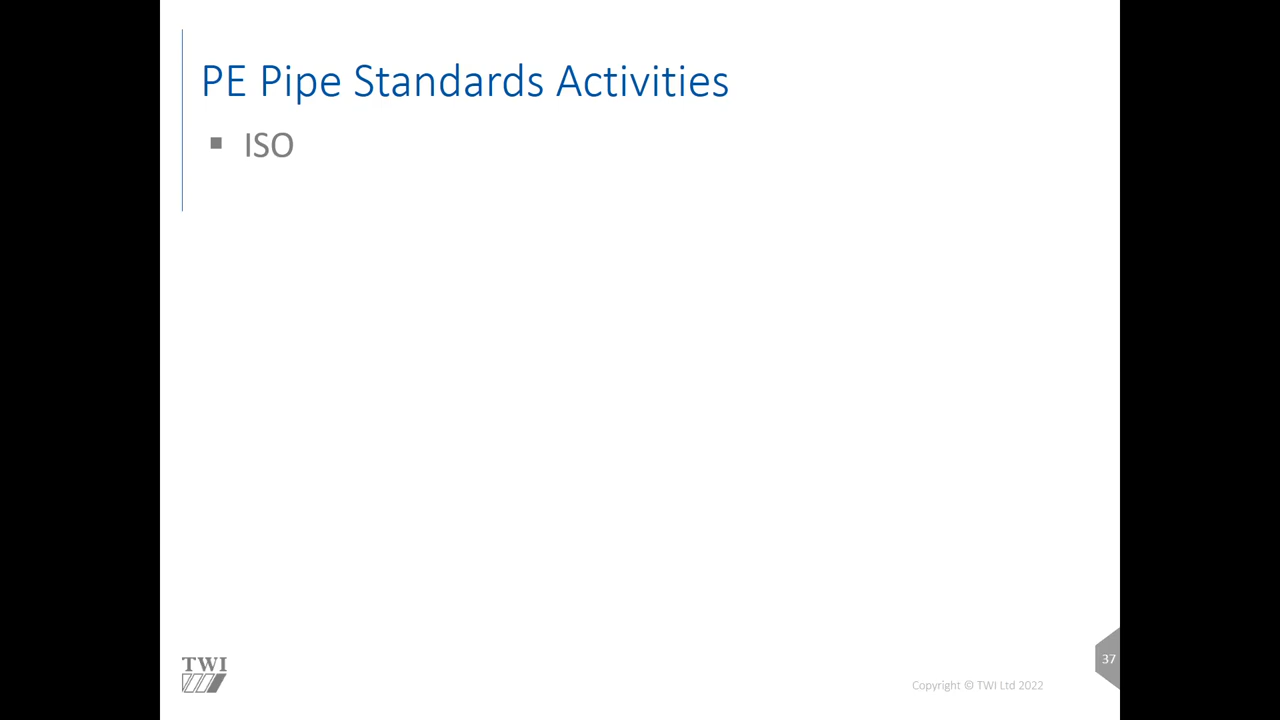 PE Pipe Standards Activities
▪ ISO
TWI
Copyright © TWI Ltd 2022
37